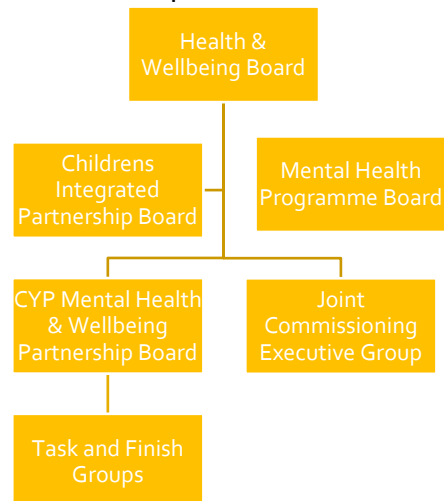 Health &
Wellbeing Board
Childrens
Integrated
Partnership Board
Mental Health
Programme Board
CYP Mental Health
& Wellbeing
Partnership Board
Joint
Commissioning
Executive Group
Task and Finish
Groups